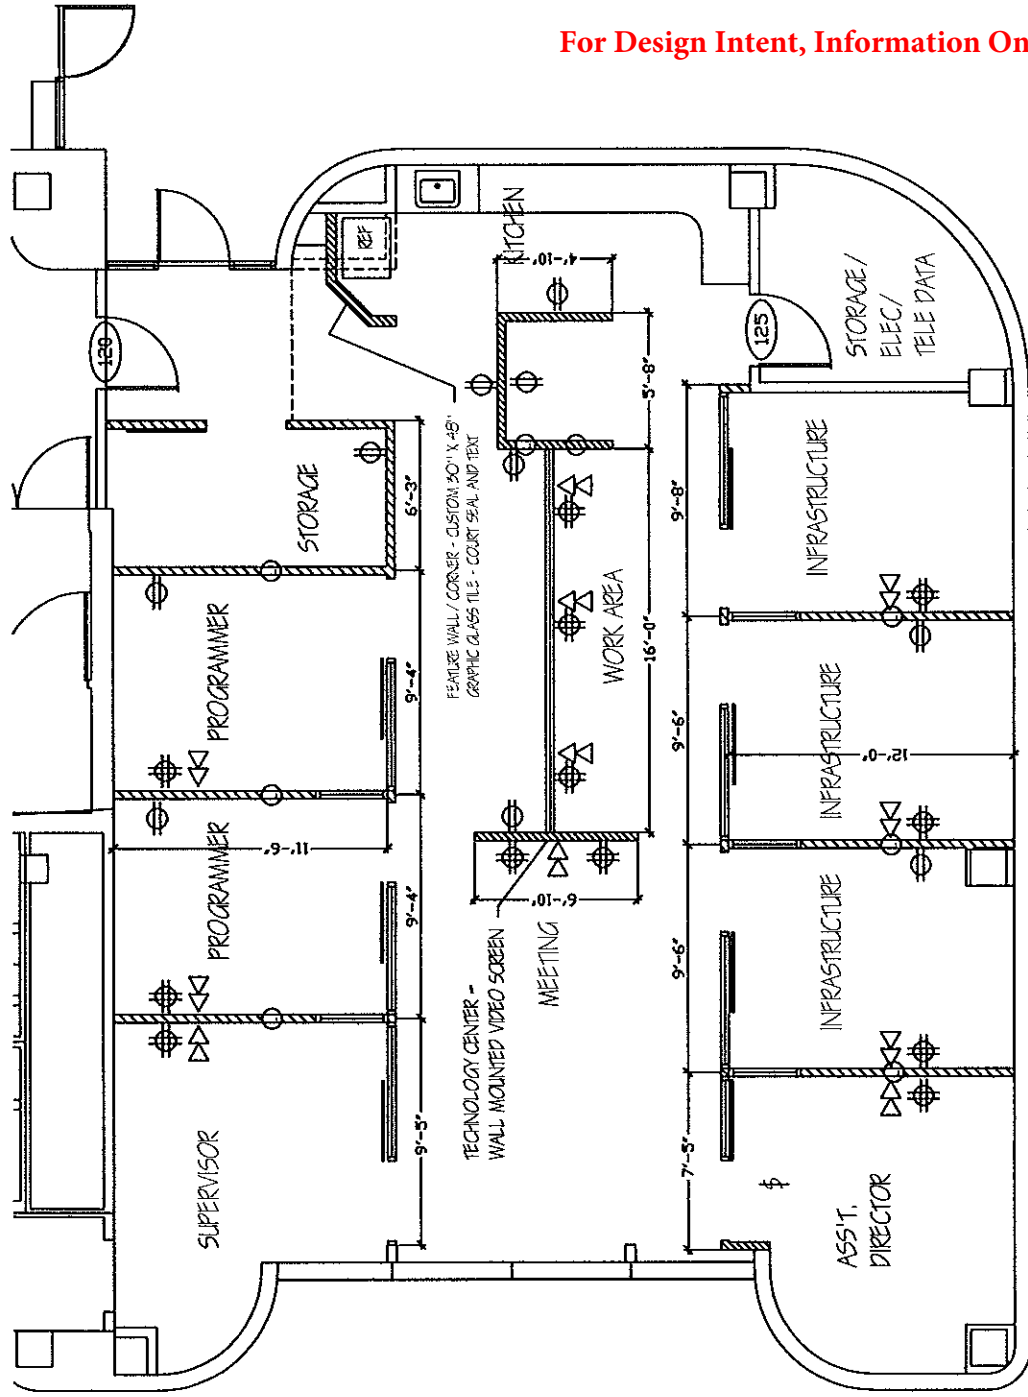 For Design Intent, Information On
120
REF
KITCHEN
4'-10"
STORAGE/
ELEC/
TELE DATA
125
5'-8"
STORAGE
6'-3"
FEATURE WALL / CORNER - CUSTOM 30" X 48"
GRAPHIC GLASS TILE - COURT SEAL AND TEXT
PROGRAMMER
9'-4"
WORK AREA
16'-0"
INFRASTRUCTURE
9'-8"
INFRASTRUCTURE
9'-6"
12'-0"
PROGRAMMER
11'-6"
9'-4"
6'-10"
TECHNOLOGY CENTER -
WALL MOUNTED VIDEO SCREEN
MEETING
INFRASTRUCTURE
9'-6"
SUPERVISOR
9'-5"
7'-5"
$
ASS'T.
DIRECTOR